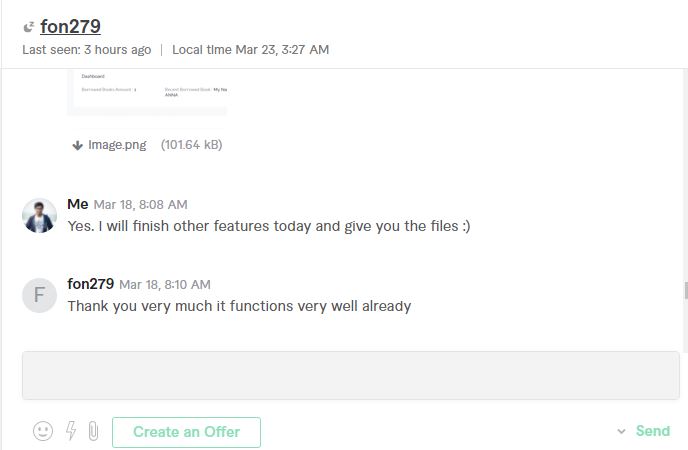 fon279
Last seen: 3 hours ago | Local time Mar 23, 3:27 AM
Dashboard
Borrowed Books Amount : 3 Recent Borrowed Book : My Na
ANNA
Image.png (101.64 kB)
Me Mar 18, 8:08 AM
Yes. I will finish other features today and give you the files :)
F
fon279 Mar 18, 8:10 AM
Thank you very much it functions very well already
Create an Offer
Send